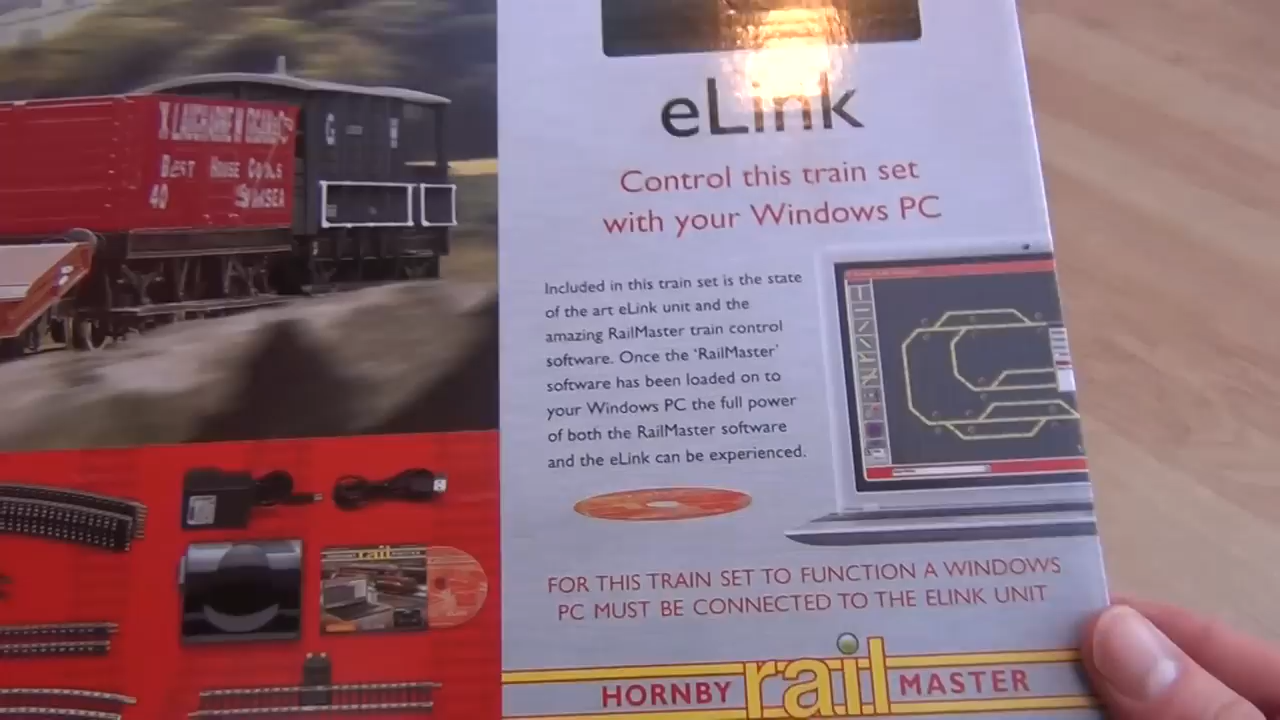 BEST HOUSE COALS
40 SWANSEA
G W
eLink
Control this train set
with your Windows PC
Included in this train set is the state
of the art eLink unit and the
amazing RailMaster train control
software. Once the 'RailMaster'
software has been loaded on to
your Windows PC the full power
of both the RailMaster software
and the eLink can be experienced.
FOR THIS TRAIN SET TO FUNCTION A WINDOWS
PC MUST BE CONNECTED TO THE ELINK UNIT
HORNBY rail MASTER
rail